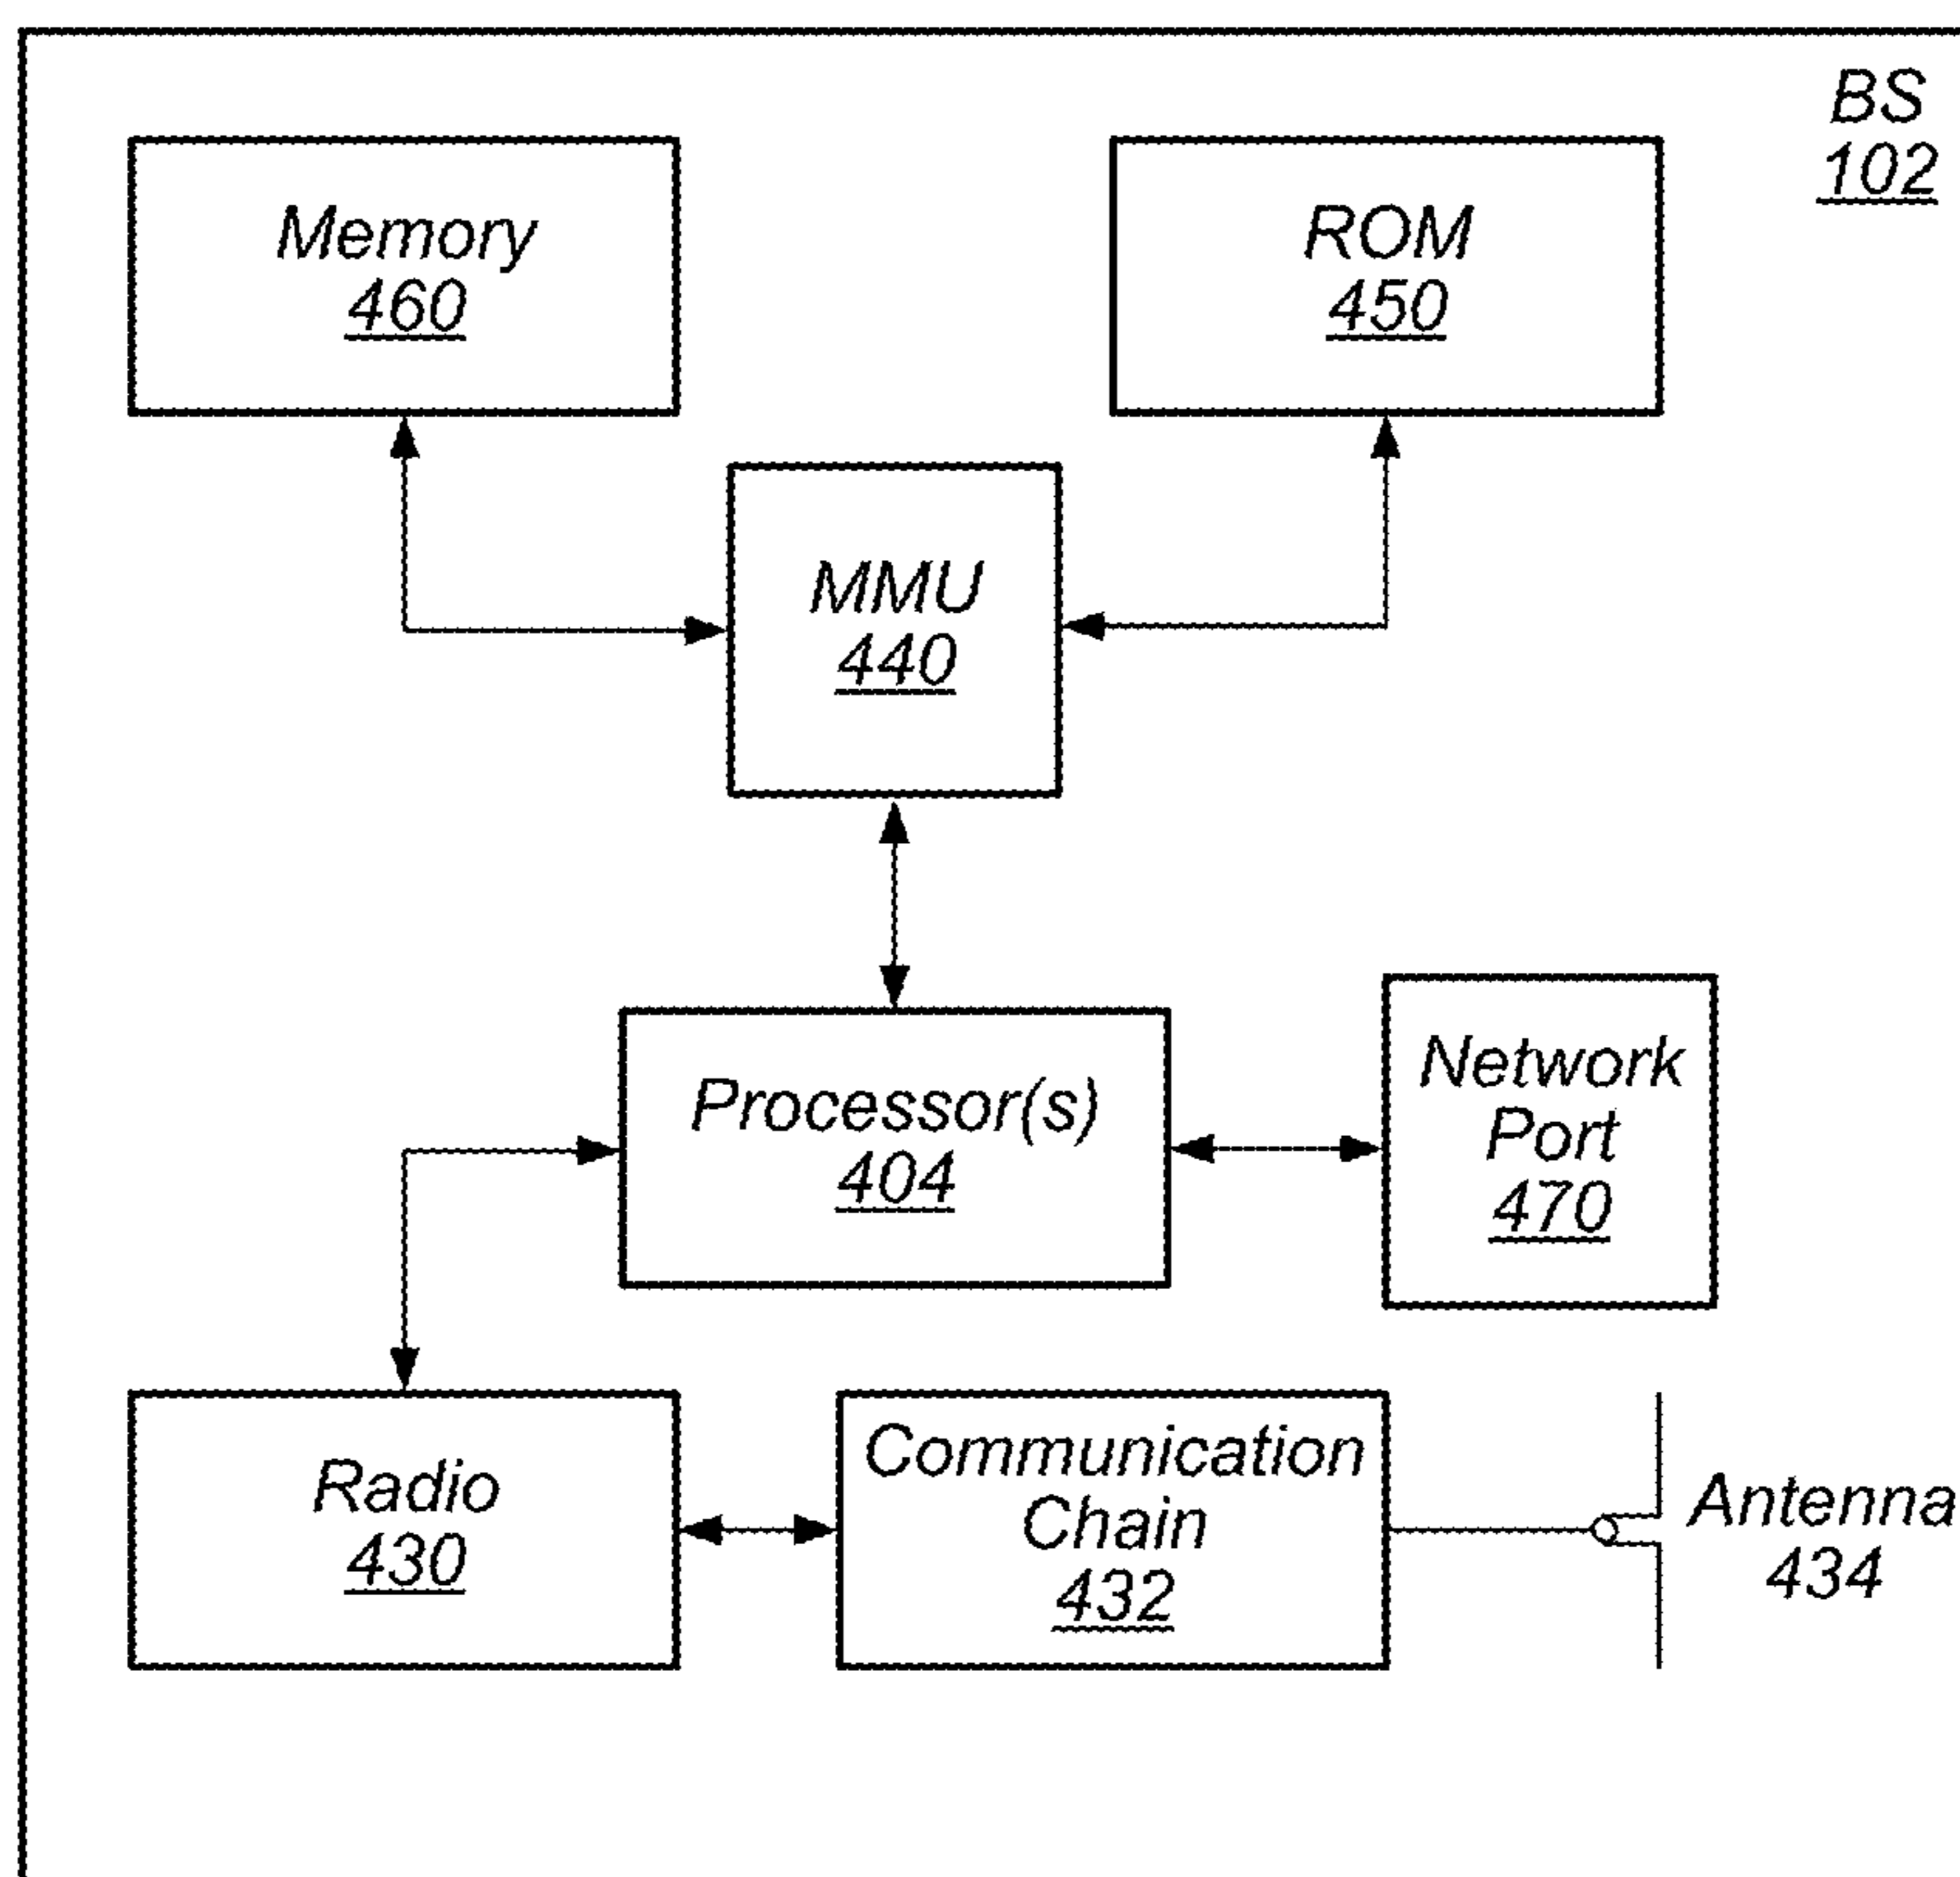 BS
102
Memory
460
ROM
450
MMU
440
Processor(s)
404
Network
Port
470
Radio
430
Communication
Chain
432
Antenna
434